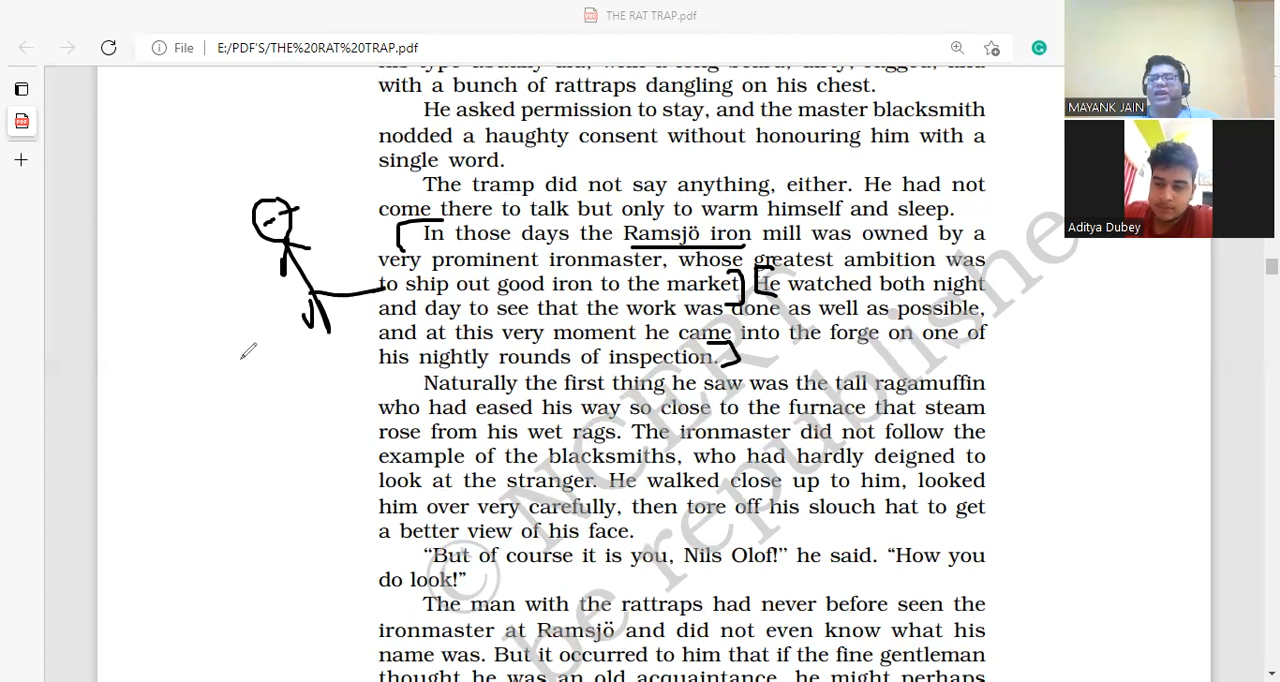 THE RAT TRAP.pdf
File E:/PDF'S/THE%20RAT%20TRAP.pdf
with a bunch of rattraps dangling on his chest.
He asked permission to stay, and the master blacksmith
nodded a haughty consent without honouring him with a
single word.
The tramp did not say anything, either. He had not
come there to talk but only to warm himself and sleep.
In those days the Ramsjö iron mill was owned by a
very prominent ironmaster, whose greatest ambition was
to ship out good iron to the market. He watched both night
and day to see that the work was done as well as possible,
and at this very moment he came into the forge on one of
his nightly rounds of inspection.
Naturally the first thing he saw was the tall ragamuffin
who had eased his way so close to the furnace that steam
rose from his wet rags. The ironmaster did not follow the
example of the blacksmiths, who had hardly deigned to
look at the stranger. He walked close up to him, looked
him over very carefully, then tore off his slouch hat to get
a better view of his face.
“But of course it is you, Nils Olof!” he said. “How you
do look!”
The man with the rattraps had never before seen the
ironmaster at Ramsjö and did not even know what his
name was. But it occurred to him that if the fine gentleman
thought he was an old acquaintance, he might perhaps
© NCERT
be republishe
MAYANK JAIN
Aditya Dubey